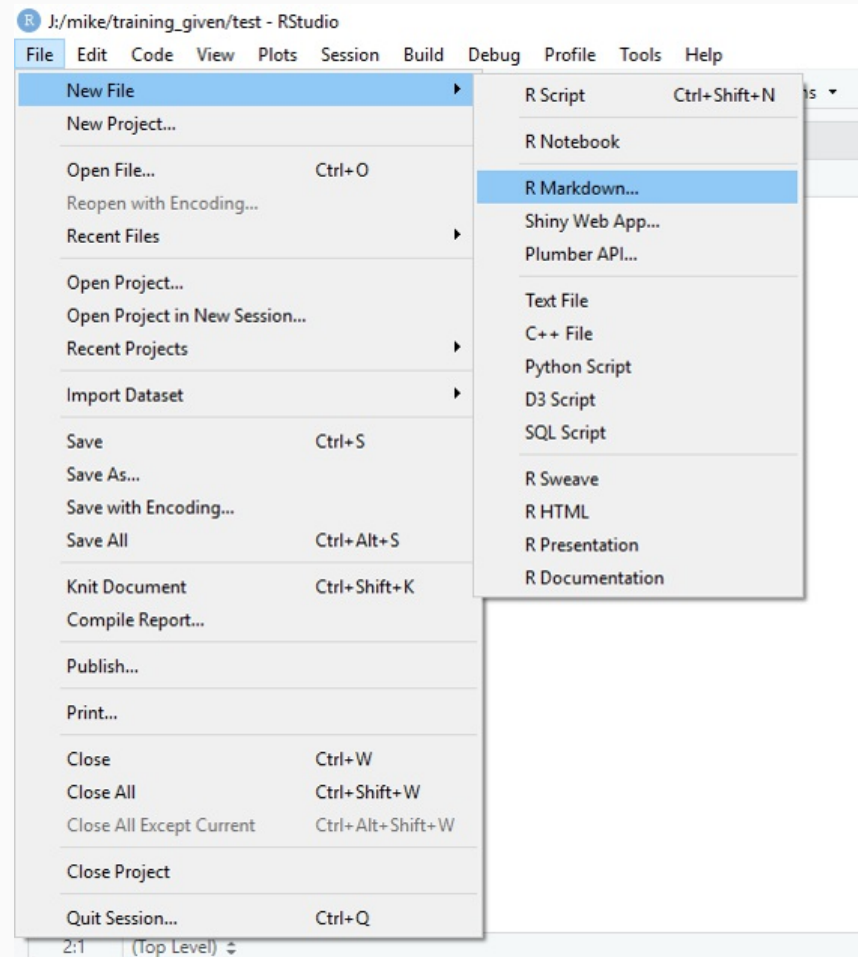 R J:/mike/training_given/test - RStudio
File Edit Code View Plots Session Build Debug Profile Tools Help
New File
New Project...
Open File... Ctrl+O
Reopen with Encoding...
Recent Files
Open Project...
Open Project in New Session...
Recent Projects
Import Dataset
Save Ctrl+S
Save As...
Save with Encoding...
Save All Ctrl+Alt+S
Knit Document Ctrl+Shift+K
Compile Report...
Publish...
Print...
Close Ctrl+W
Close All Ctrl+Shift+W
Close All Except Current Ctrl+Alt+Shift+W
Close Project
Quit Session... Ctrl+Q
R Script Ctrl+Shift+N
R Notebook
R Markdown...
Shiny Web App...
Plumber API...
Text File
C++ File
Python Script
D3 Script
SQL Script
R Sweave
R HTML
R Presentation
R Documentation
2:1 (Top Level)